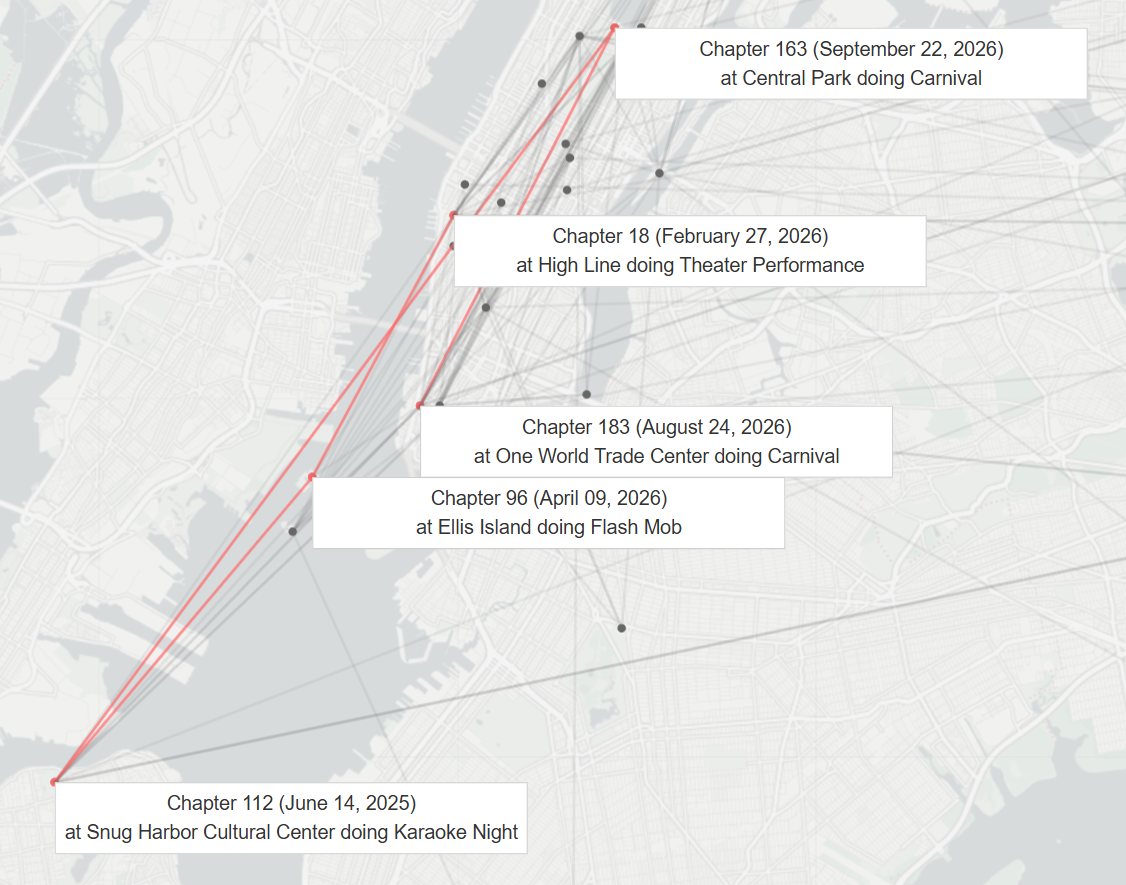 Chapter 163 (September 22, 2026)
at Central Park doing Carnival
Chapter 18 (February 27, 2026)
at High Line doing Theater Performance
Chapter 183 (August 24, 2026)
at One World Trade Center doing Carnival
Chapter 96 (April 09, 2026)
at Ellis Island doing Flash Mob
Chapter 112 (June 14, 2025)
at Snug Harbor Cultural Center doing Karaoke Night